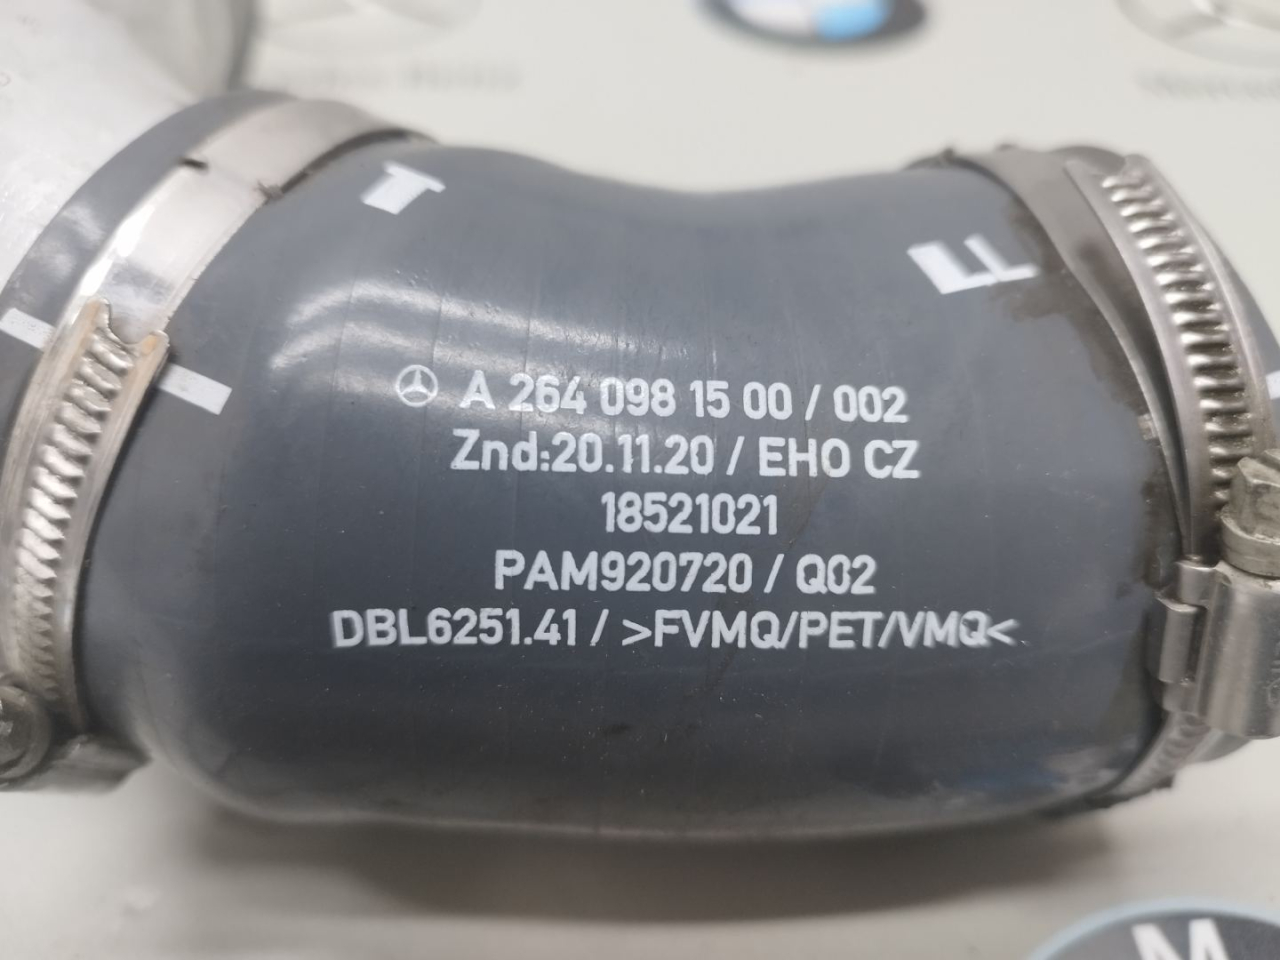 T
F
A 264 098 15 00 / 002
Znd:20.11.20 / EHO CZ
18521021
PAM920720 / Q02
DBL6251.41 / >FVMQ/PET/VMQ<
M